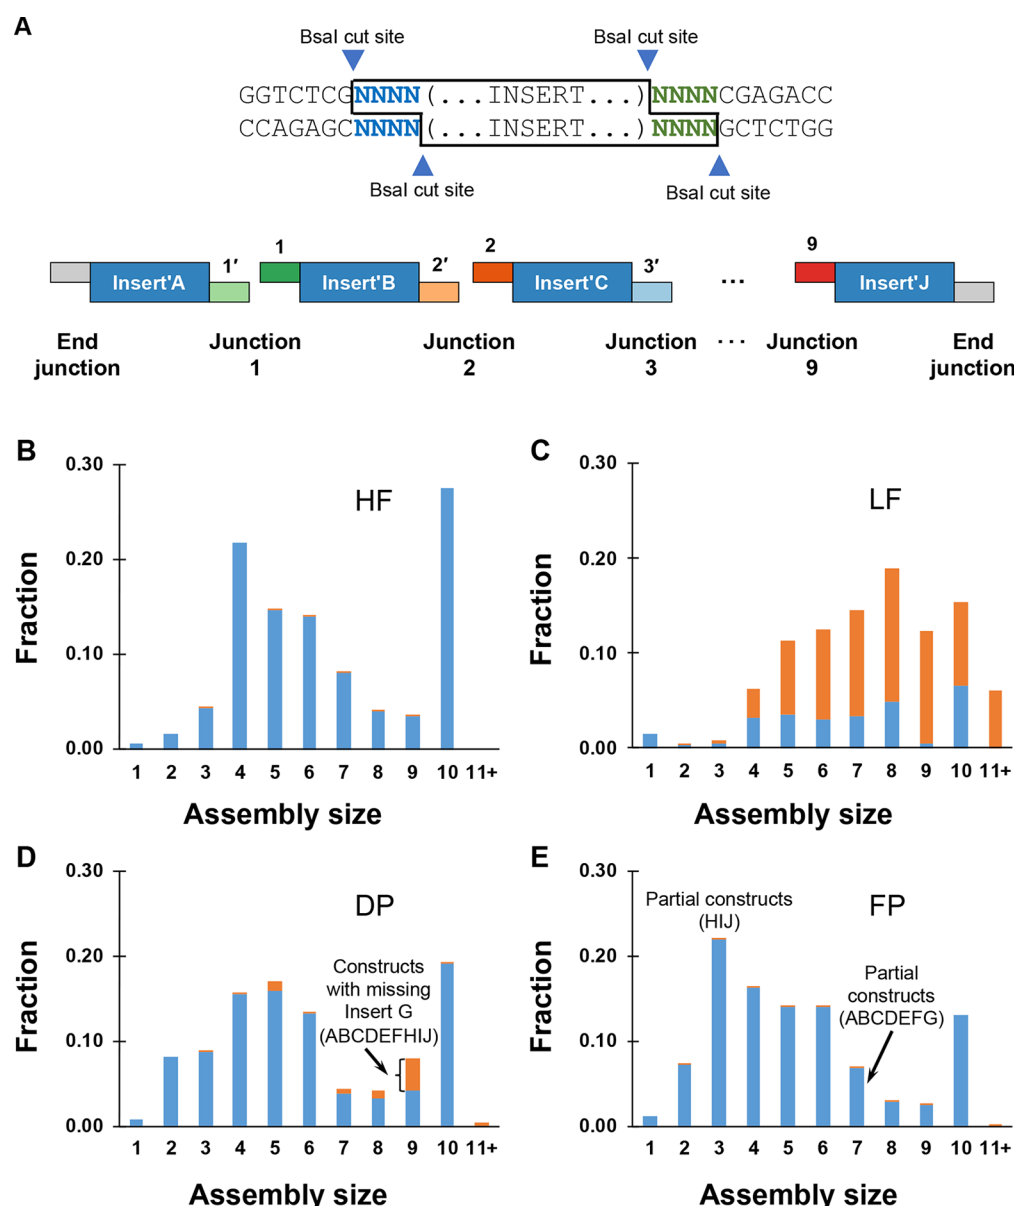 A
BsaI cut site BsaI cut site
GGTCTCGNNNN(...INSERT...)NNNNCGAGACC
CCAGAGCNNNN(...INSERT...)NNNNGCTCTGG
BsaI cut site BsaI cut site
1′ 1 2′ 2 3′ 9
Insert'A Insert'B Insert'C ... Insert'J
End junction Junction 1 Junction 2 Junction 3 ... Junction 9 End junction
B
HF
Fraction
0.30
0.20
0.10
0.00
1 2 3 4 5 6 7 8 9 10 11+
Assembly size
C
LF
Fraction
0.30
0.20
0.10
0.00
1 2 3 4 5 6 7 8 9 10 11+
Assembly size
D
DP
Fraction
0.30
0.20
0.10
0.00
Constructs
with missing
Insert G
(ABCDEFHIJ)
1 2 3 4 5 6 7 8 9 10 11+
Assembly size
E
FP
Fraction
0.30
0.20
0.10
0.00
Partial constructs
(HIJ)
Partial
constructs
(ABCDEFG)
1 2 3 4 5 6 7 8 9 10 11+
Assembly size